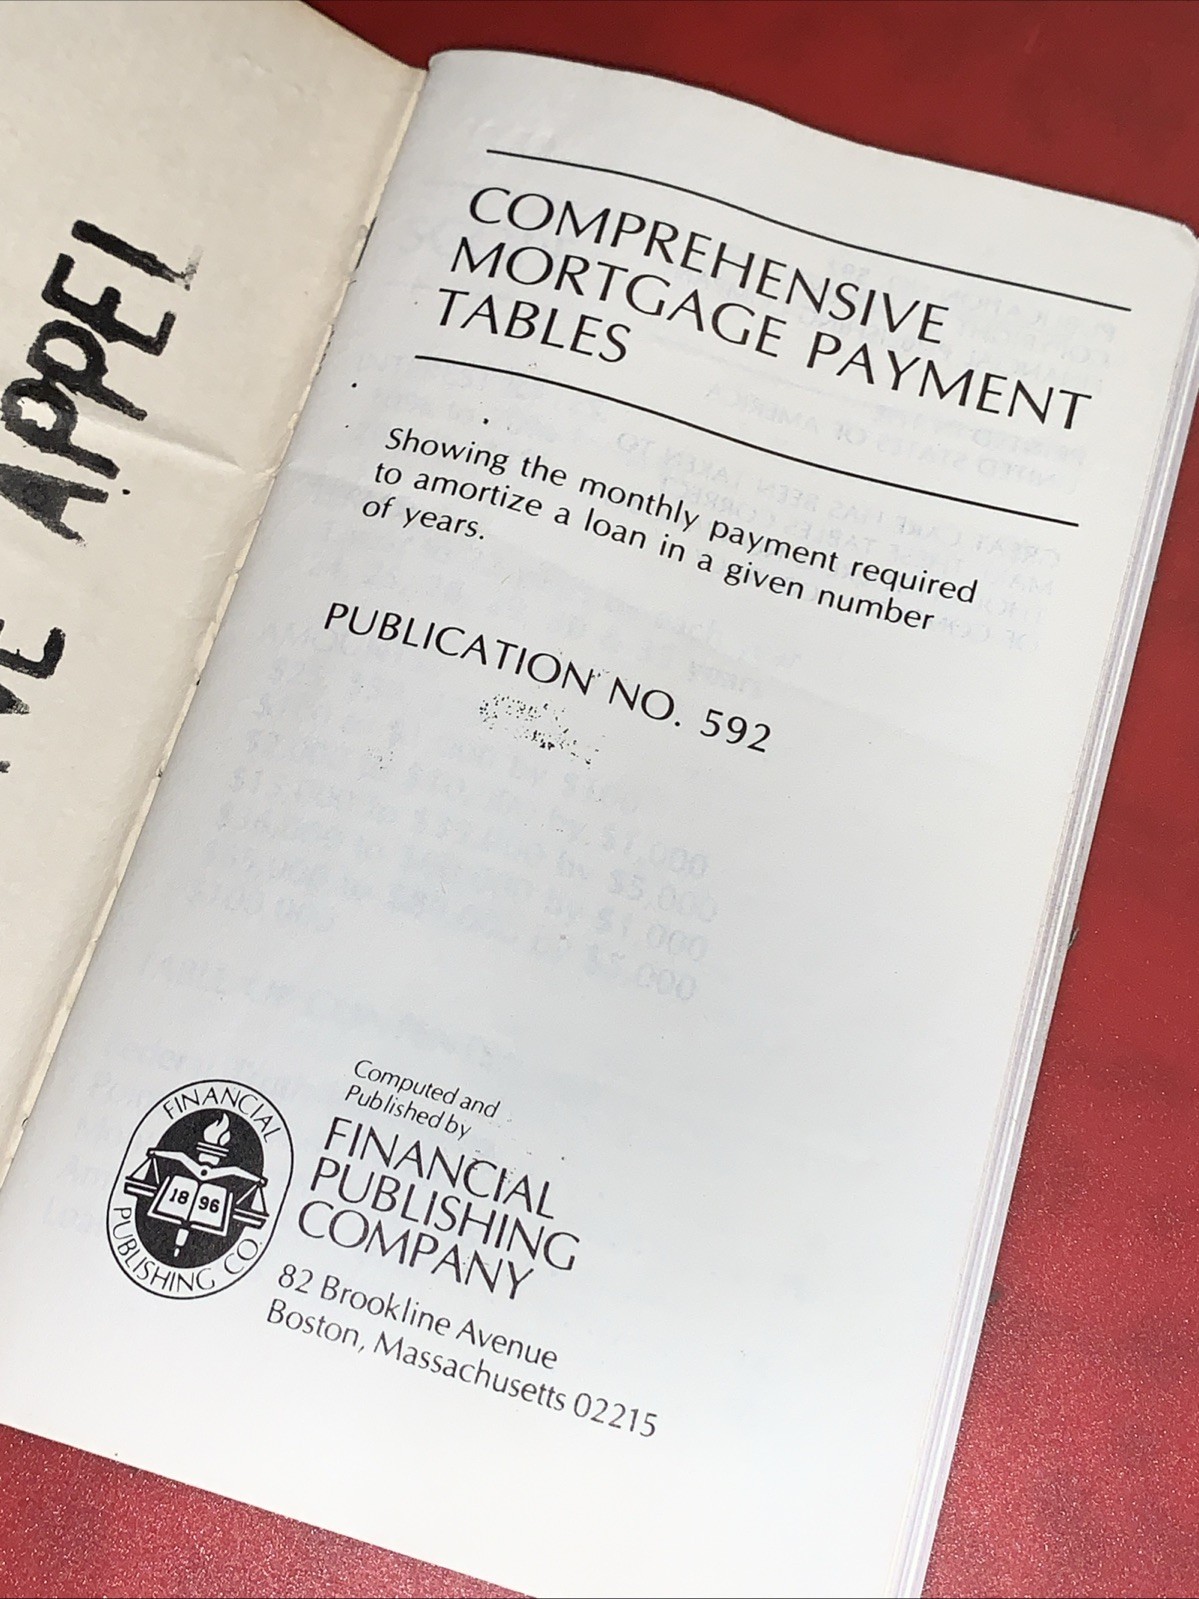 APPEL
COMPREHENSIVE
MORTGAGE PAYMENT
TABLES
Showing the monthly payment required
to amortize a loan in a given number
of years.
PUBLICATION NO. 592
Computed and
Published by
FINANCIAL
PUBLISHING
COMPANY
82 Brookline Avenue
Boston, Massachusetts 02215
FINANCIAL
18 96
PUBLISHING CO.